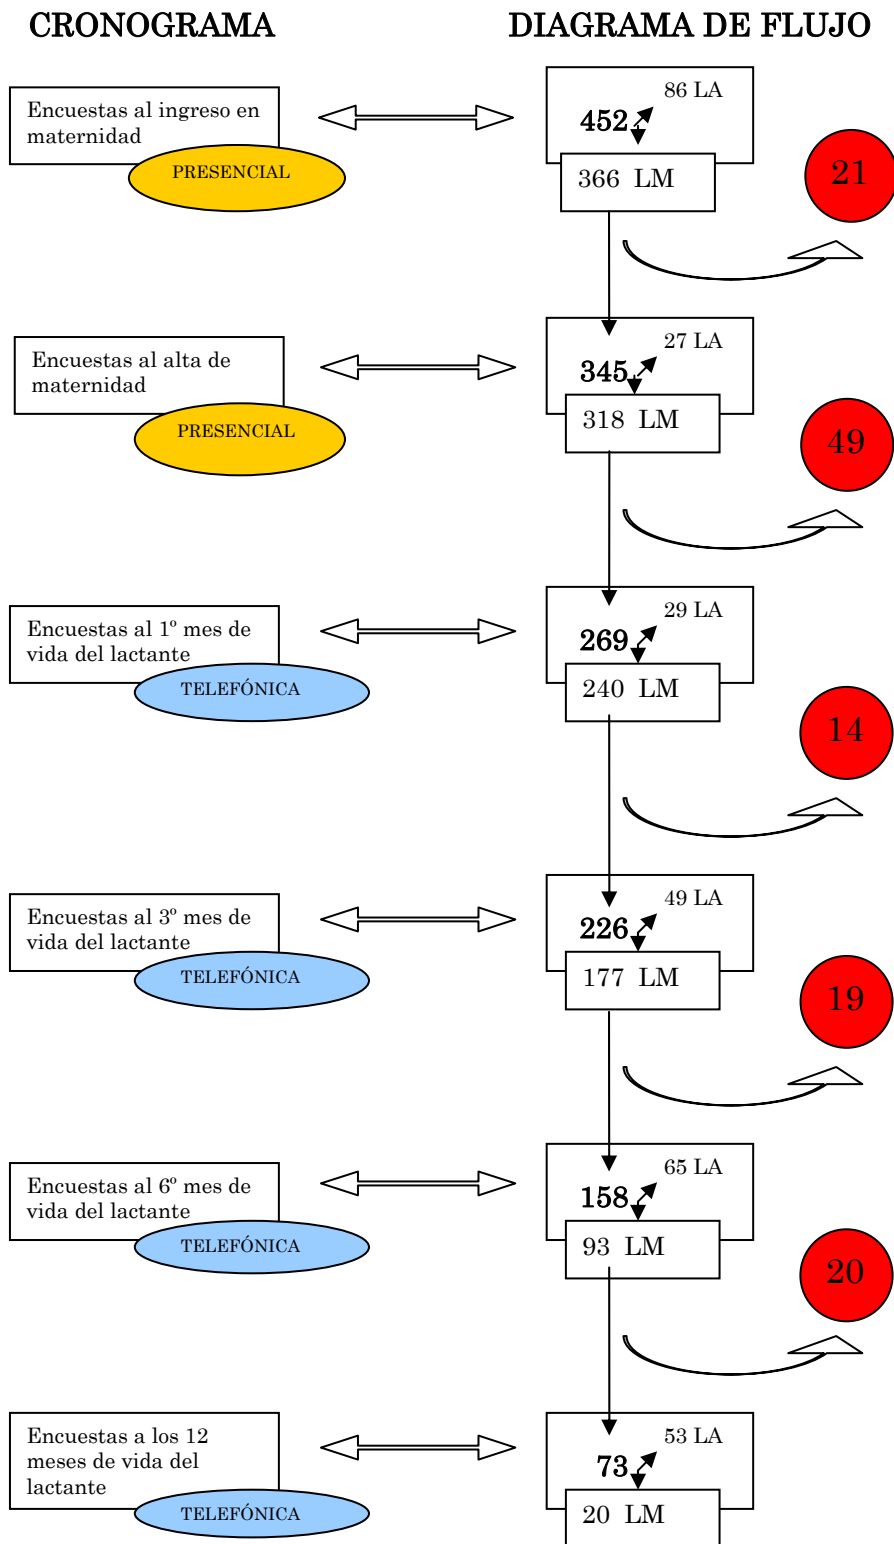 CRONOGRAMA
DIAGRAMA DE FLUJO
Encuestas al ingreso en
maternidad
PRESENCIAL
86 LA
452
366 LM
21
Encuestas al alta de
maternidad
PRESENCIAL
27 LA
345
318 LM
49
Encuestas al 1º mes de
vida del lactante
TELEFÓNICA
29 LA
269
240 LM
14
Encuestas al 3º mes de
vida del lactante
TELEFÓNICA
49 LA
226
177 LM
19
Encuestas al 6º mes de
vida del lactante
TELEFÓNICA
65 LA
158
93 LM
20
Encuestas a los 12
meses de vida del
lactante
TELEFÓNICA
53 LA
73
20 LM